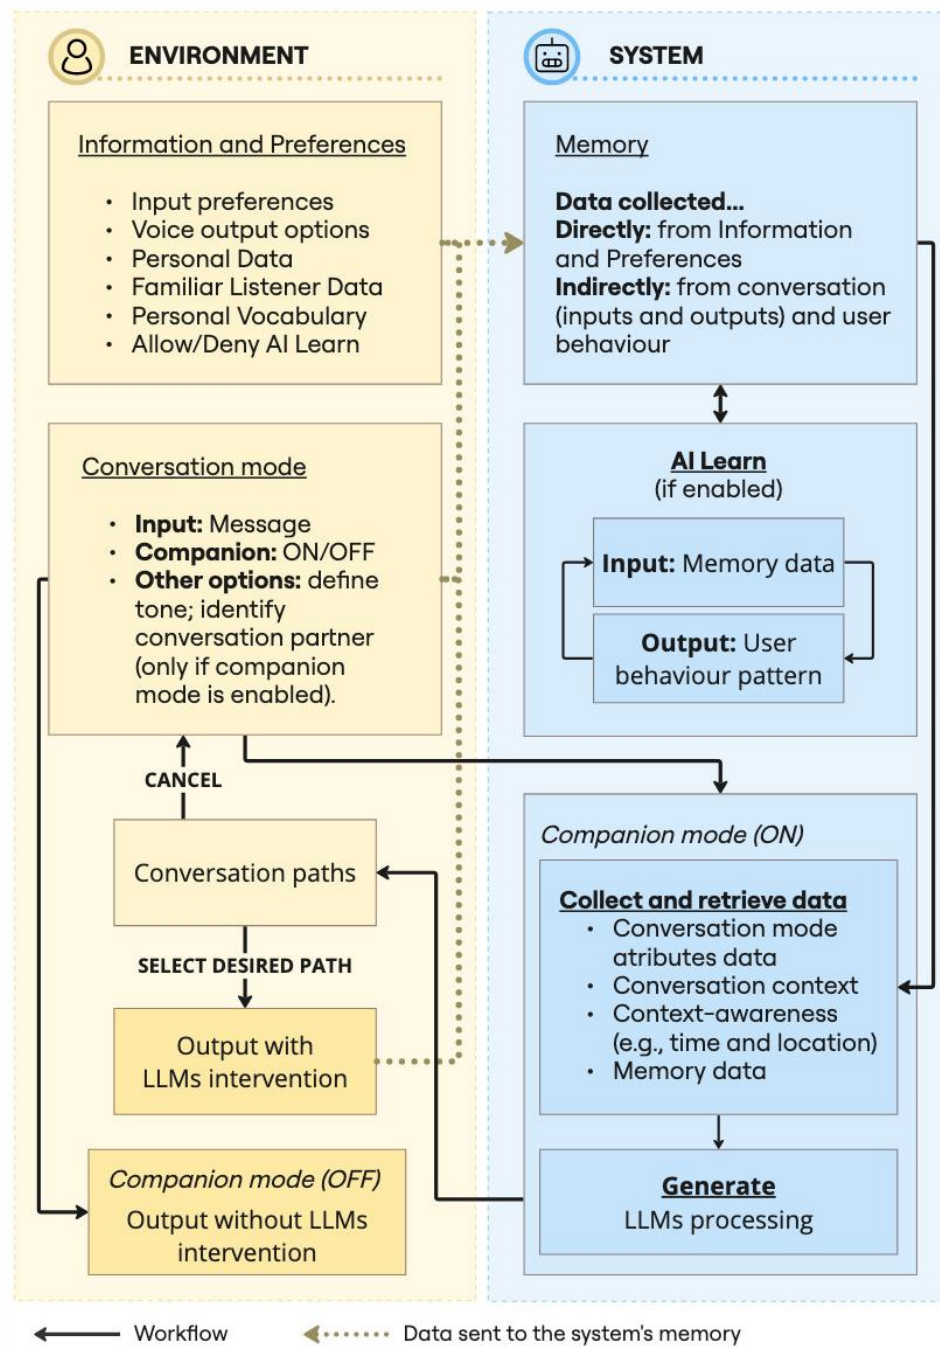 ENVIRONMENT
Information and Preferences
• Input preferences
• Voice output options
• Personal Data
• Familiar Listener Data
• Personal Vocabulary
• Allow/Deny AI Learn
Conversation mode
• Input: Message
• Companion: ON/OFF
• Other options: define
tone; identify
conversation partner
(only if companion
mode is enabled).
CANCEL
Conversation paths
SELECT DESIRED PATH
Output with
LLMs intervention
Companion mode (OFF)
Output without LLMs
intervention
SYSTEM
Memory
Data collected...
Directly: from Information
and Preferences
Indirectly: from conversation
(inputs and outputs) and user
behaviour
AI Learn
(if enabled)
Input: Memory data
Output: User
behaviour pattern
Companion mode (ON)
Collect and retrieve data
• Conversation mode
atributes data
• Conversation context
• Context-awareness
(e.g., time and location)
• Memory data
Generate
LLMs processing
Workflow
Data sent to the system's memory